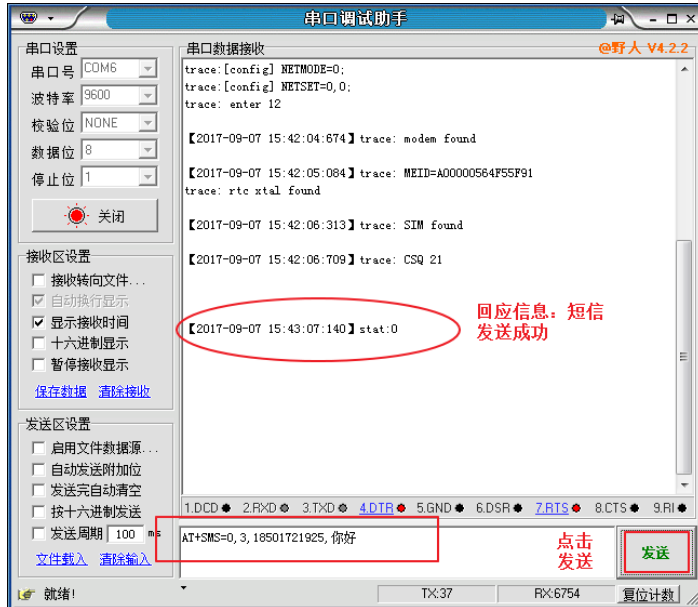 串口调试助手
串口设置
串口号 COM6
波特率 9600
校验位 NONE
数据位 8
停止位 1
关闭
接收区设置
接收转向文件...
自动换行显示
显示接收时间
十六进制显示
暂停接收显示
保存数据 清除接收
发送区设置
启用文件数据源...
自动发送附加位
发送完自动清空
按十六进制发送
发送周期 100 ms
文件载入 清除输入
串口数据接收
@野人 V4.2.2
trace:[config] NETMODE=0;
trace:[config] NETSET=0,0;
trace: enter 12
【2017-09-07 15:42:04:674】trace: modem found
【2017-09-07 15:42:05:084】trace: MEID=A00000564F55F91
trace: rtc xtal found
【2017-09-07 15:42:06:313】trace: SIM found
【2017-09-07 15:42:06:709】trace: CSQ 21
【2017-09-07 15:43:07:140】stat:0
回应信息：短信
发送成功
1.DCD 2.RXD 3.TXD 4.DTR 5.GND 6.DSR 7.RTS 8.CTS 9.RI
AT+SMS=0,3,18501721925,你好
点击
发送
发送
就绪! TX:37 RX:6754 复位计数